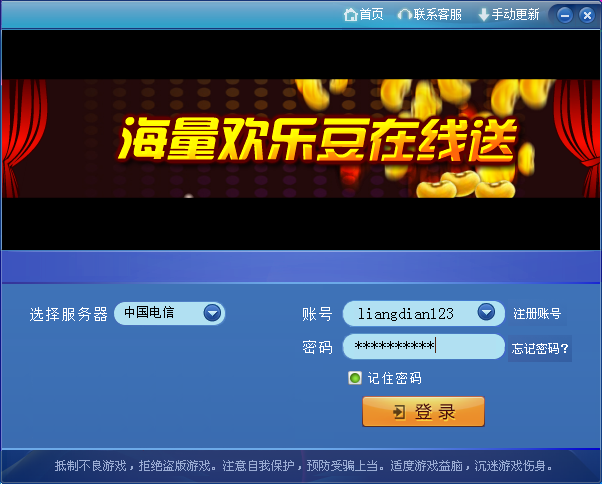 首页 联系客服 手动更新
海量欢乐豆在线送
选择服务器 中国电信 账号 liangdian123 注册账号
密码 ********** 忘记密码?
记住密码
登录
抵制不良游戏，拒绝盗版游戏。注意自我保护，预防受骗上当。适度游戏益脑，沉迷游戏伤身。